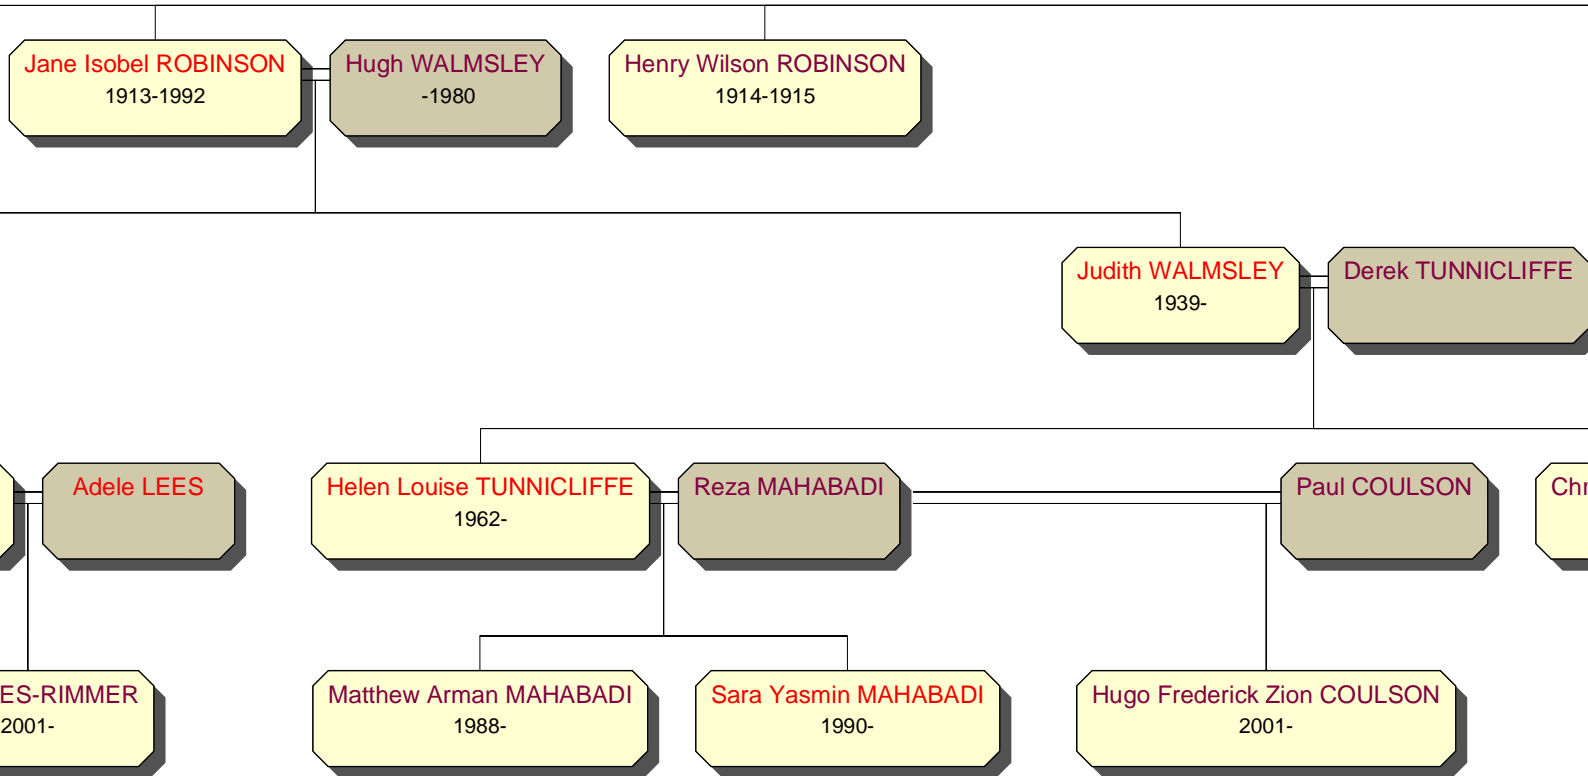 Jane Isobel ROBINSON
1913-1992
Hugh WALMSLEY
-1980
Henry Wilson ROBINSON
1914-1915
Judith WALMSLEY
1939-
Derek TUNNICLIFFE
Adele LEES
Helen Louise TUNNICLIFFE
1962-
Reza MAHABADI
Paul COULSON
Chr
ES-RIMMER
2001-
Matthew Arman MAHABADI
1988-
Sara Yasmin MAHABADI
1990-
Hugo Frederick Zion COULSON
2001-